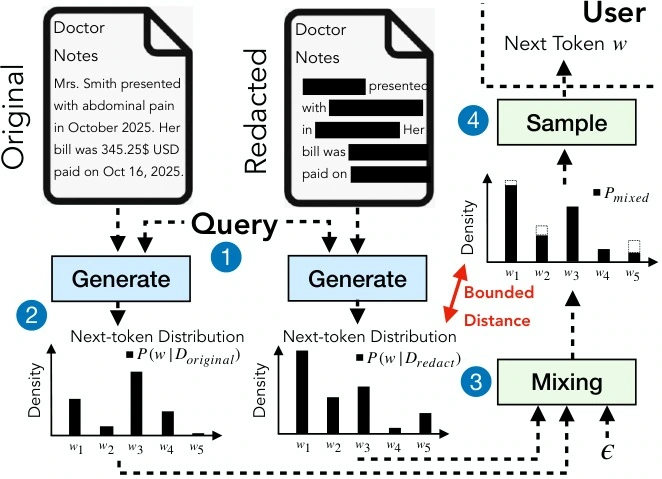 Original
Doctor
Notes
Mrs. Smith presented
with abdominal pain
in October 2025. Her
bill was 345.25$ USD
paid on Oct 16, 2025.
Redacted
Doctor
Notes
presented
with
in Her
bill was
paid on
User
Next Token w
4
Sample
Density
P_mixed
w1 w2 w3 w4 w5
Query
1
Generate
Generate
Bounded
Distance
2
Next-token Distribution
P(w|D_original)
Density
w1 w2 w3 w4 w5
Next-token Distribution
P(w|D_redact)
Density
w1 w2 w3 w4 w5
3
Mixing
ϵ